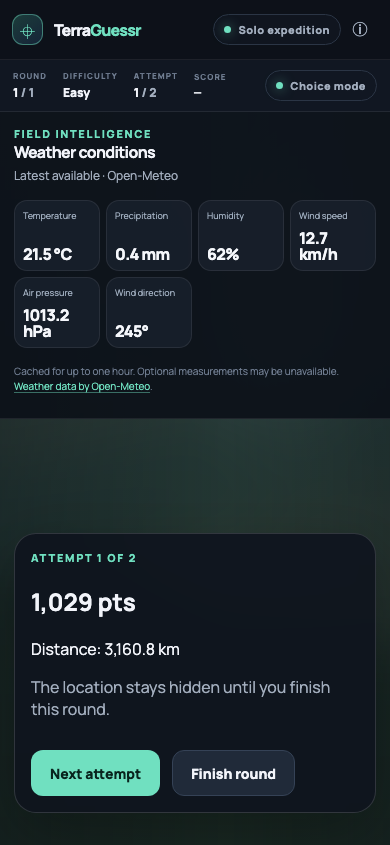 TerraGuessr
Solo expedition
ROUND
1 / 1
DIFFICULTY
Easy
ATTEMPT
1 / 2
SCORE
–
Choice mode
FIELD INTELLIGENCE
Weather conditions
Latest available · Open-Meteo
Temperature
21.5 °C
Precipitation
0.4 mm
Humidity
62%
Wind speed
12.7
km/h
Air pressure
1013.2
hPa
Wind direction
245°
Cached for up to one hour. Optional measurements may be unavailable.
Weather data by Open-Meteo.
ATTEMPT 1 OF 2
1,029 pts
Distance: 3,160.8 km
The location stays hidden until you finish
this round.
Next attempt
Finish round